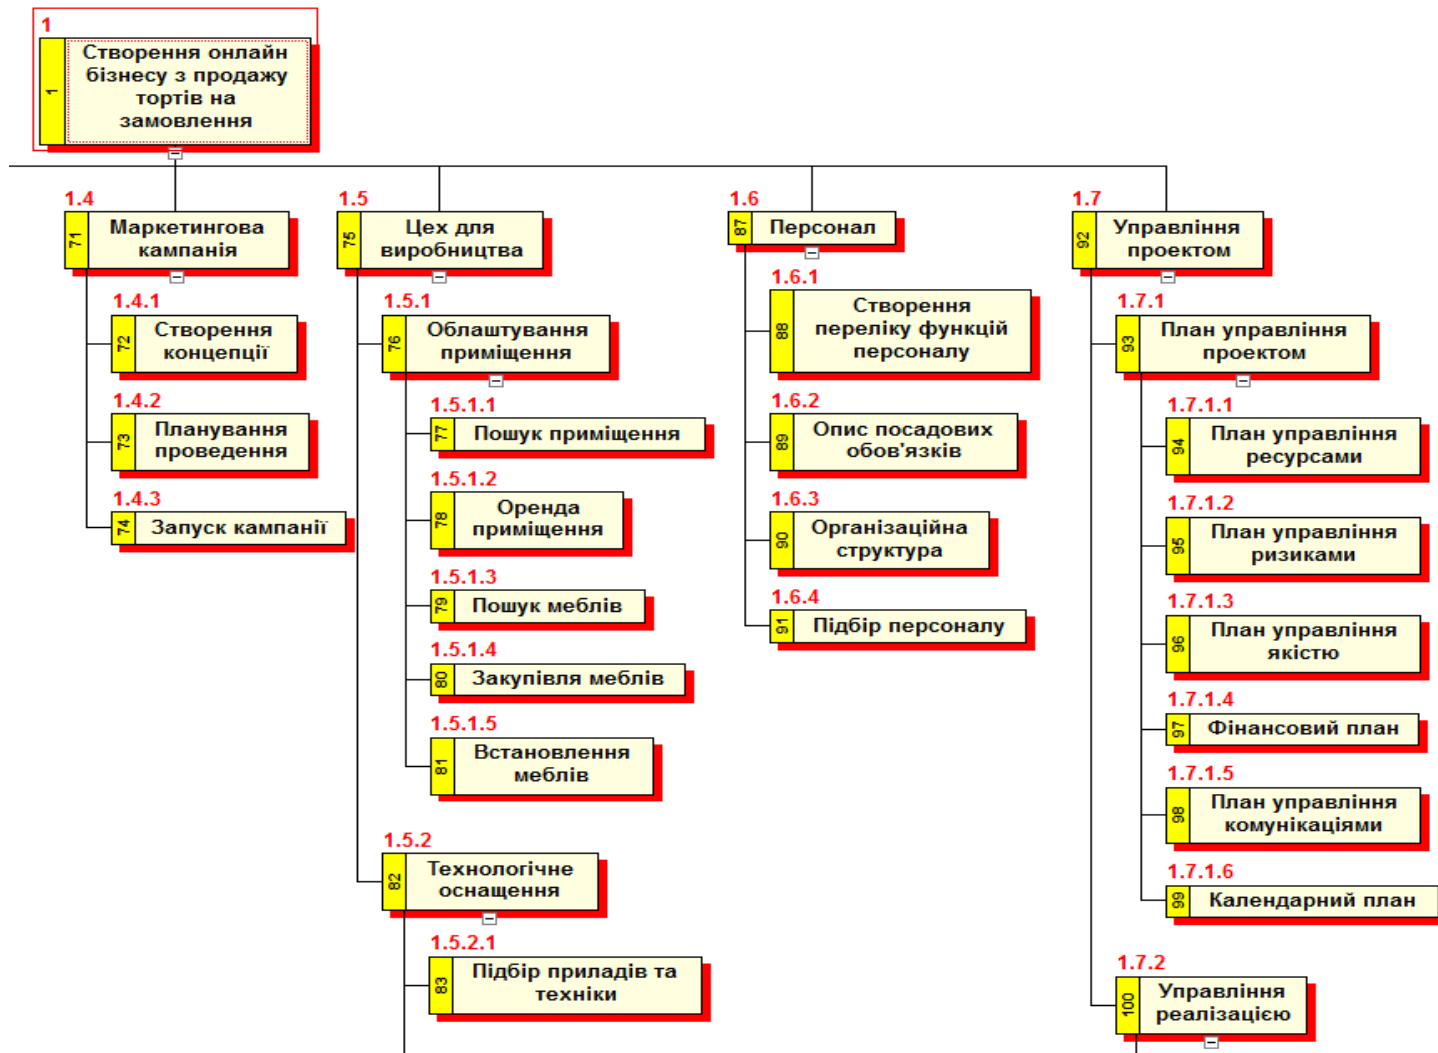 1
1
Створення онлайн
бізнесу з продажу
тортів на
замовлення
1.4
71
Маркетингова
кампанія
1.4.1
72
Створення
концепції
1.4.2
73
Планування
проведення
1.4.3
74
Запуск кампанії
1.5
75
Цех для
виробництва
1.5.1
76
Облаштування
приміщення
1.5.1.1
77
Пошук приміщення
1.5.1.2
78
Оренда
приміщення
1.5.1.3
79
Пошук меблів
1.5.1.4
80
Закупівля меблів
1.5.1.5
81
Встановлення
меблів
1.5.2
82
Технологічне
оснащення
1.5.2.1
83
Підбір приладів та
техніки
1.6
87
Персонал
1.6.1
88
Створення
переліку функцій
персоналу
1.6.2
89
Опис посадових
обов'язків
1.6.3
90
Організаційна
структура
1.6.4
91
Підбір персоналу
1.7
92
Управління
проектом
1.7.1
93
План управління
проектом
1.7.1.1
94
План управління
ресурсами
1.7.1.2
95
План управління
ризиками
1.7.1.3
96
План управління
якістю
1.7.1.4
97
Фінансовий план
1.7.1.5
98
План управління
комунікаціями
1.7.1.6
99
Календарний план
1.7.2
100
Управління
реалізацією